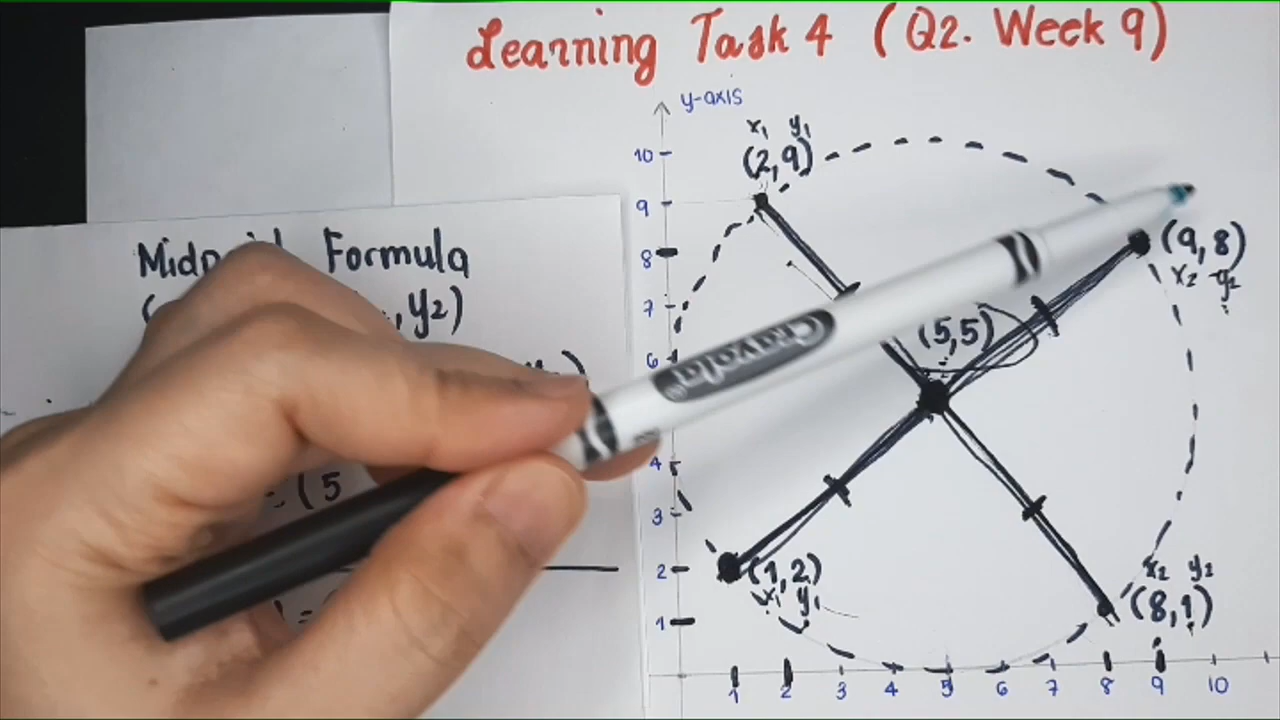 Learning Task 4 (Q2. Week 9)
Formula
, y₂)
= (5
y-axis
10
9
8
7
6
4
3
2
1
1 2 3 4 5 6 7 8 9 10
x₁ y₁
(2,9)
(9,8)
x₂ y₂
(5,5)
(1,2)
x₁ y₁
x₂ y₂
(8,1)
Crayola®